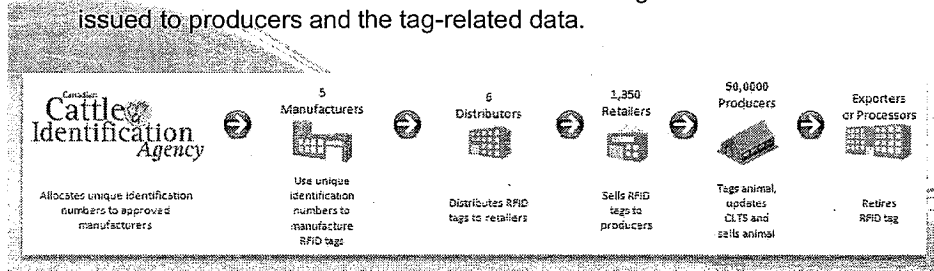 issued to producers and the tag-related data.
Canadian
Cattle
Identification
Agency
Allocates unique identification
numbers to approved
manufacturers
5
Manufacturers
Use unique
identification
numbers to
manufacture
RFID tags
6
Distributors
Distributes RFID
tags to retailers
1,350
Retailers
Sells RFID
tags to
producers
50,0000
Producers
Tags animal,
updates
CLTS and
sells animal
Exporters
or Processors
Retires
RFID tag